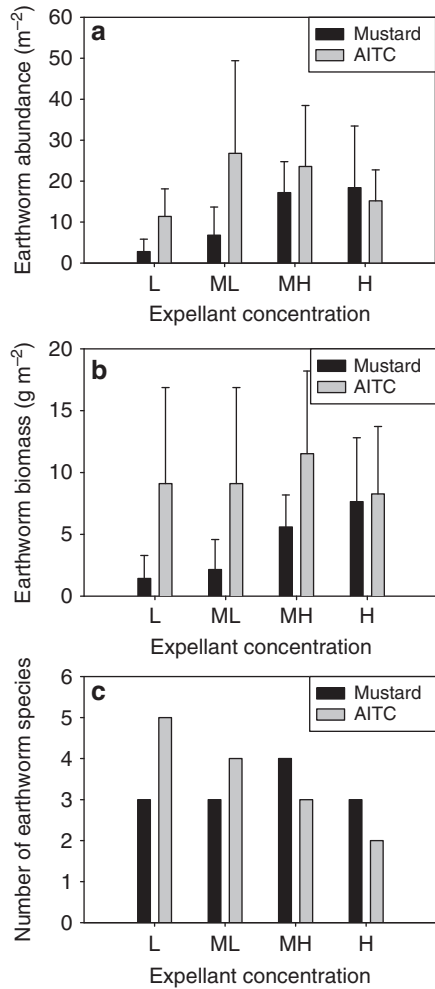 a
Mustard
AITC
Earthworm abundance (m⁻²)
60
50
40
30
20
10
0
L ML MH H
Expellant concentration
b
Mustard
AITC
Earthworm biomass (g m⁻²)
20
15
10
5
0
L ML MH H
Expellant concentration
c
Mustard
AITC
Number of earthworm species
6
5
4
3
2
1
0
L ML MH H
Expellant concentration